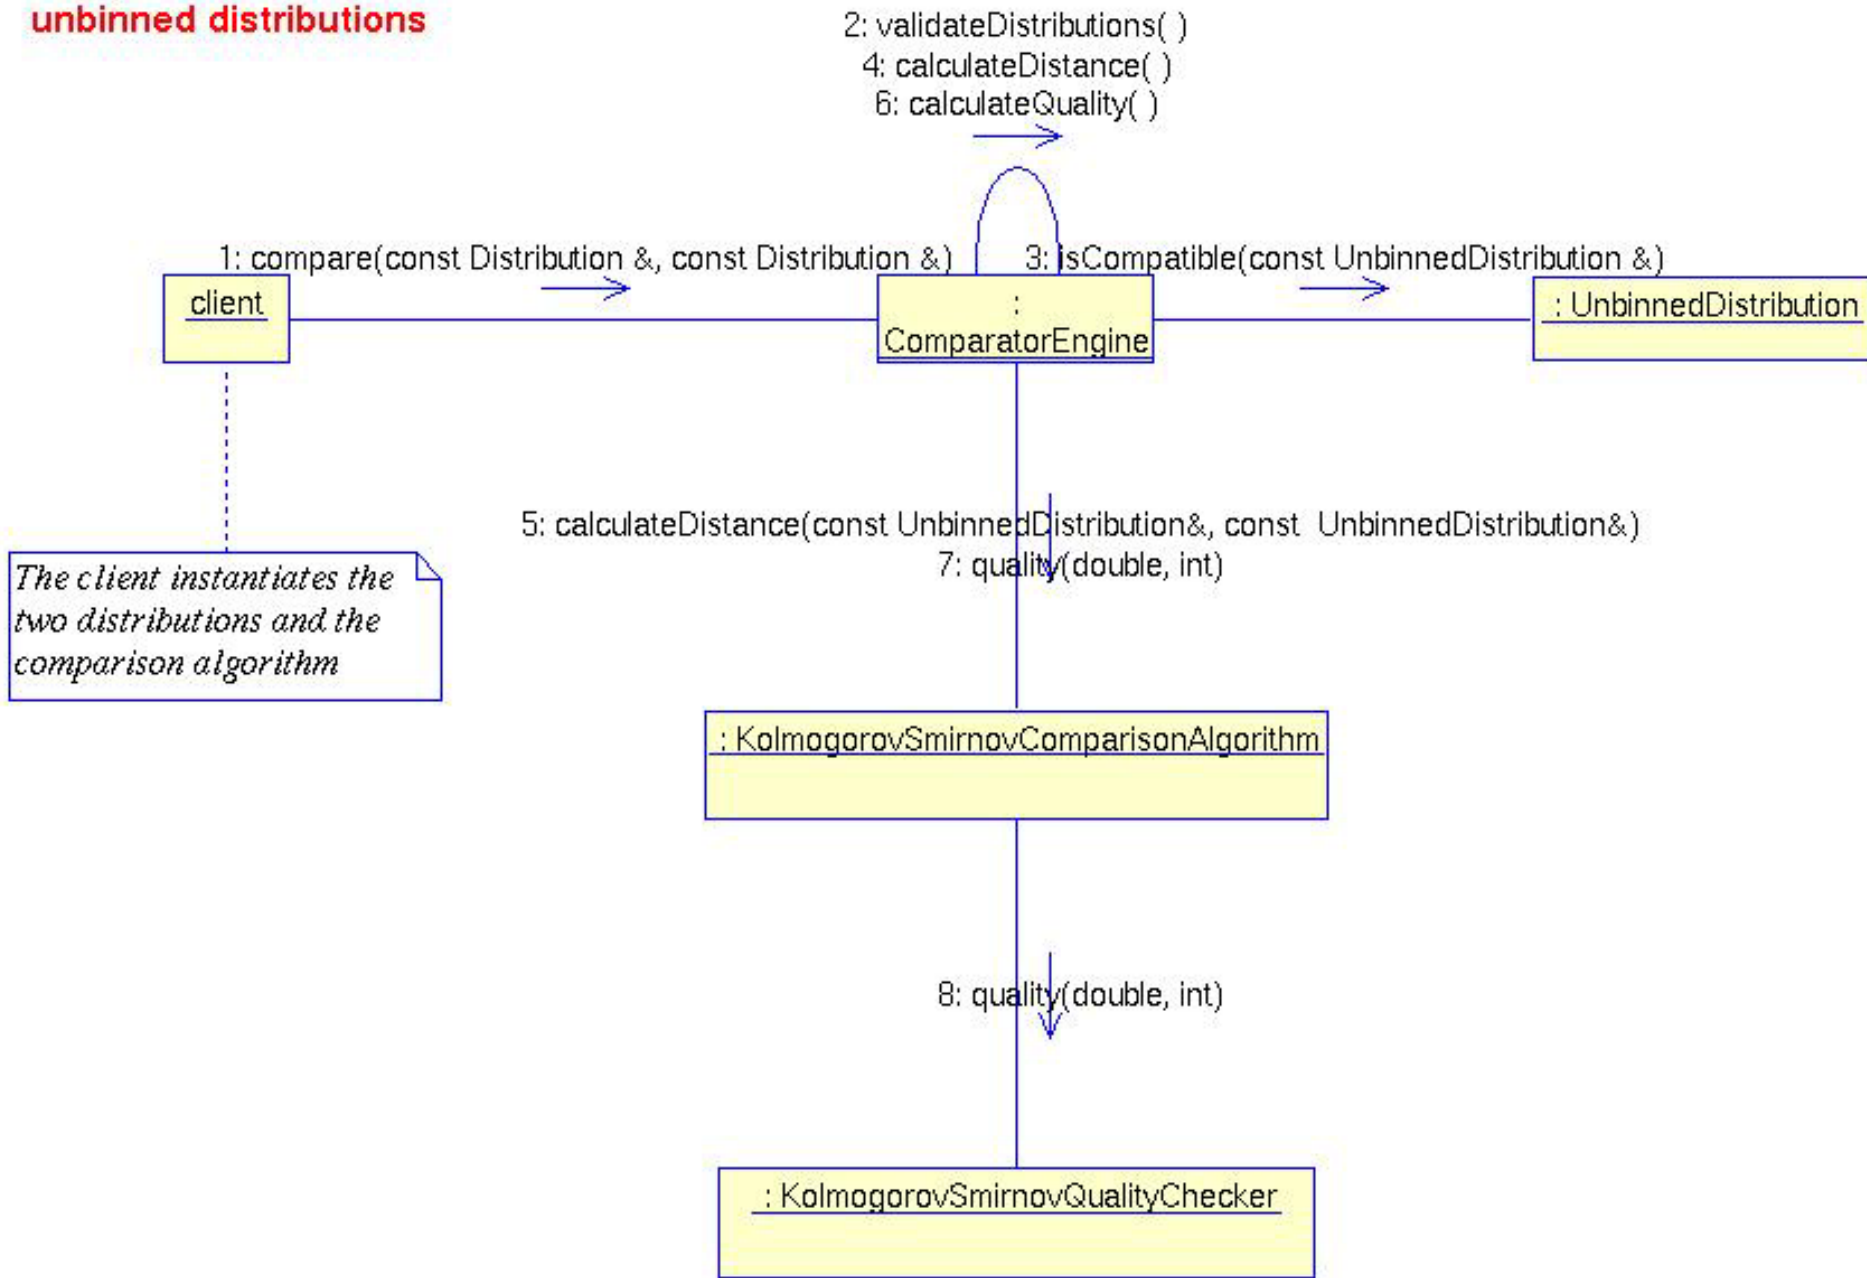 unbinned distributions
2: validateDistributions( )
4: calculateDistance( )
6: calculateQuality( )
1: compare(const Distribution &, const Distribution &)
3: isCompatible(const UnbinnedDistribution &)
client
:
ComparatorEngine
: UnbinnedDistribution
5: calculateDistance(const UnbinnedDistribution&, const UnbinnedDistribution&)
7: quality(double, int)
The client instantiates the
two distributions and the
comparison algorithm
: KolmogorovSmirnovComparisonAlgorithm
8: quality(double, int)
: KolmogorovSmirnovQualityChecker